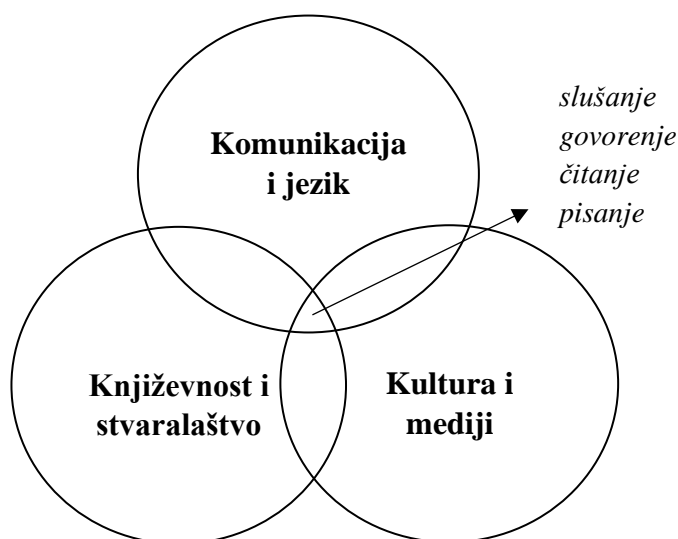 Komunikacija
i jezik
slušanje
govorenje
čitanje
pisanje
Književnost i
stvaralaštvo
Kultura i
mediji